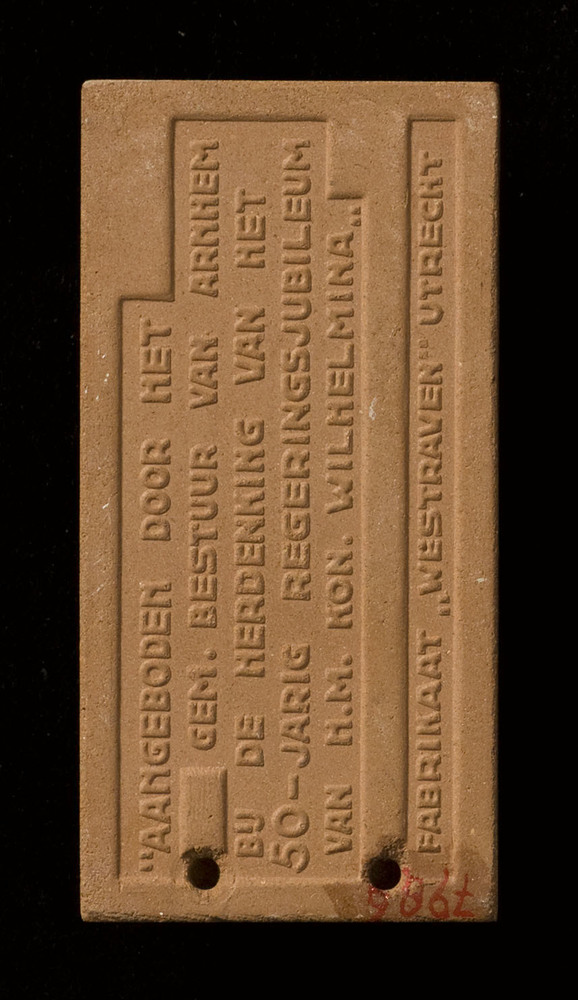 "AANGEBODEN DOOR HET
GEM. BESTUUR VAN ARNHEM
BIJ DE HERDENKING VAN HET
50-JARIG REGERINGSJUBILEUM
VAN H.M. KON. WILHELMINA„
FABRIKAAT „WESTRAVEN" UTRECHT